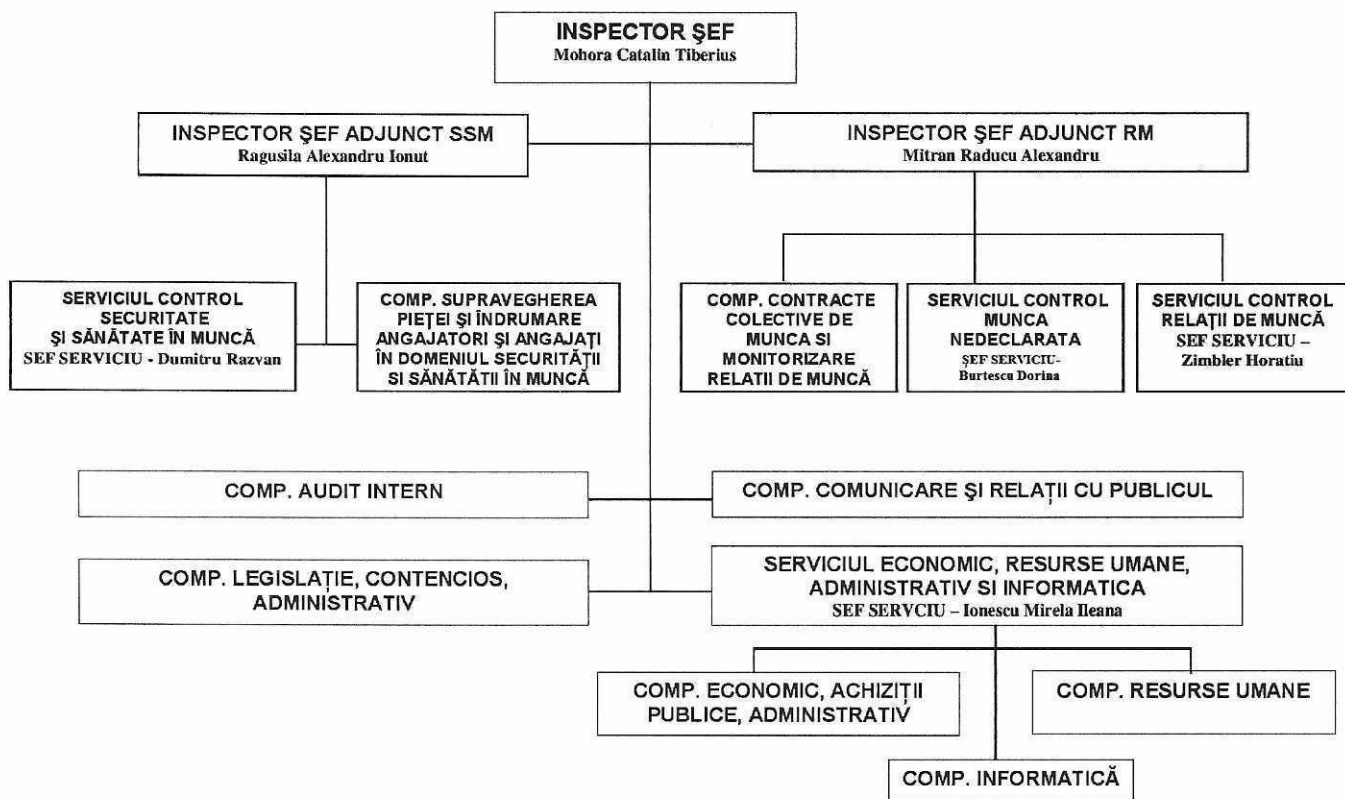 INSPECTOR ŞEF
Mohora Catalin Tiberius
INSPECTOR ŞEF ADJUNCT SSM
Ragusila Alexandru Ionut
INSPECTOR ŞEF ADJUNCT RM
Mitran Raducu Alexandru
SERVICIUL CONTROL
SECURITATE
ŞI SĂNĂTATE ÎN MUNCĂ
SEF SERVICIU - Dumitru Razvan
COMP. SUPRAVEGHEREA
PIEŢEI ŞI ÎNDRUMARE
ANGAJATORI ŞI ANGAJAŢI
ÎN DOMENIUL SECURITĂŢII
SI SĂNĂTĂTII ÎN MUNCĂ
COMP. CONTRACTE
COLECTIVE DE
MUNCA SI
MONITORIZARE
RELATII DE MUNCĂ
SERVICIUL CONTROL
MUNCA
NEDECLARATA
ŞEF SERVICIU-
Burtescu Dorina
SERVICIUL CONTROL
RELAŢII DE MUNCĂ
SEF SERVICIU –
Zimbler Horatiu
COMP. AUDIT INTERN
COMP. COMUNICARE ŞI RELAŢII CU PUBLICUL
COMP. LEGISLAŢIE, CONTENCIOS,
ADMINISTRATIV
SERVICIUL ECONOMIC, RESURSE UMANE,
ADMINISTRATIV SI INFORMATICA
SEF SERVCIU – Ionescu Mirela Ileana
COMP. ECONOMIC, ACHIZIŢII
PUBLICE, ADMINISTRATIV
COMP. RESURSE UMANE
COMP. INFORMATICĂ